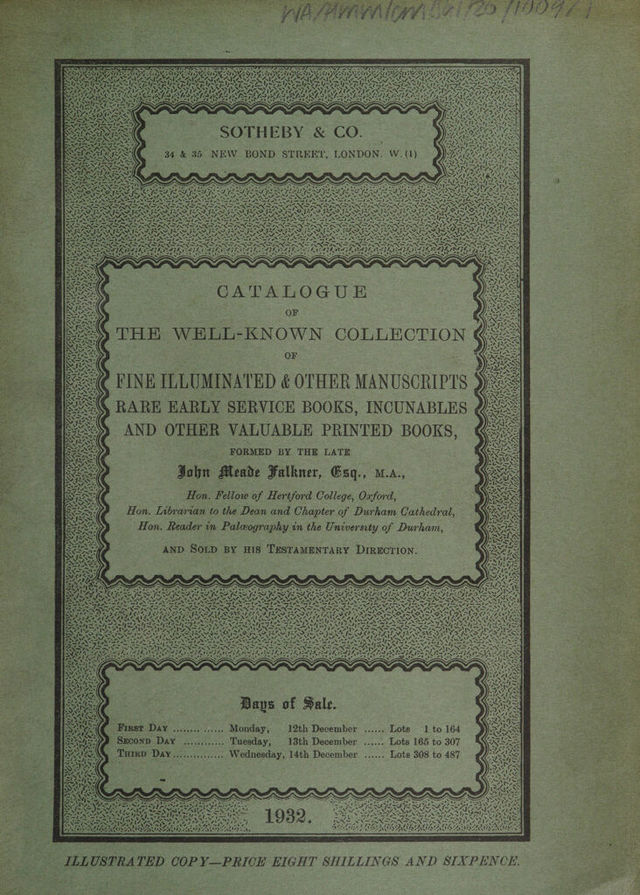 SOTHEBY & CO.
34 & 35 NEW BOND STREET, LONDON. W.(1)
CATALOGUE
OF
THE WELL-KNOWN COLLECTION
OF
FINE ILLUMINATED & OTHER MANUSCRIPTS
RARE EARLY SERVICE BOOKS, INCUNABLES
AND OTHER VALUABLE PRINTED BOOKS,
FORMED BY THE LATE
John Meade Falkner, Esq., M.A.,
Hon. Fellow of Hertford College, Oxford,
Hon. Librarian to the Dean and Chapter of Durham Cathedral,
Hon. Reader in Palæography in the University of Durham,
AND SOLD BY HIS TESTAMENTARY DIRECTION.
Days of Sale.
FIRST DAY ............. Monday, 12th December ...... Lots 1 to 164
SECOND DAY ............ Tuesday, 13th December ...... Lots 165 to 307
THIRD DAY............... Wednesday, 14th December ...... Lots 308 to 487
1932.
ILLUSTRATED COPY—PRICE EIGHT SHILLINGS AND SIXPENCE.